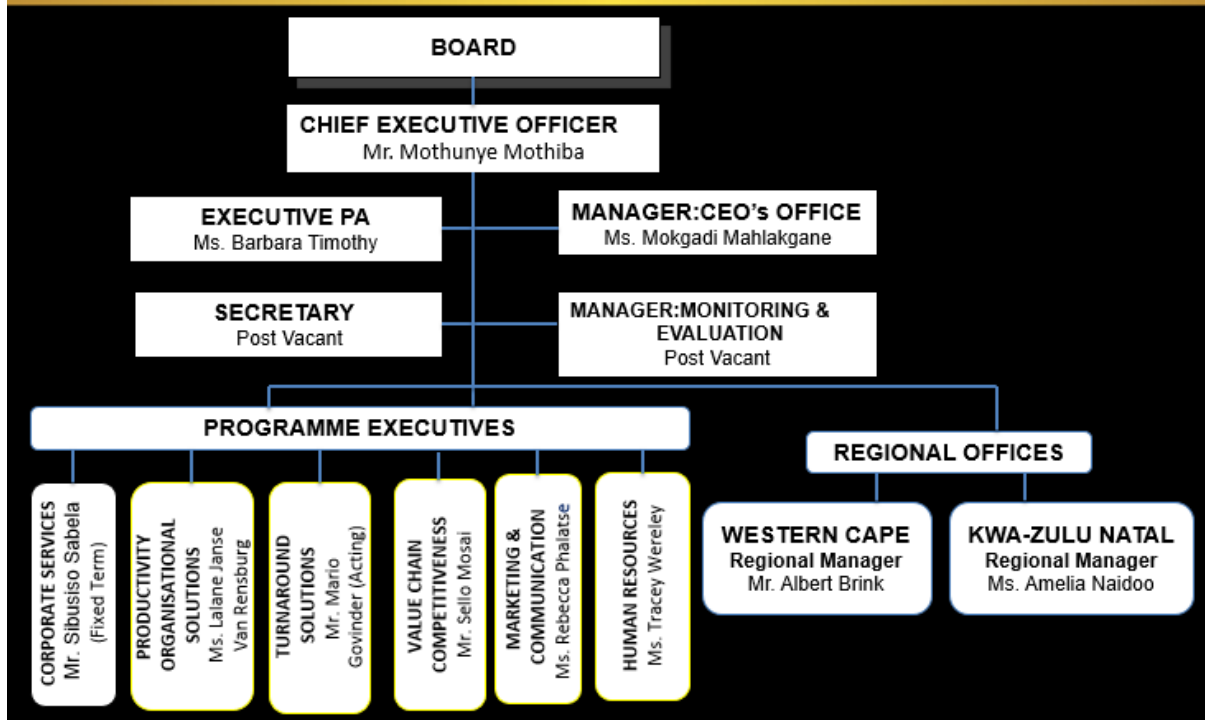 BOARD
CHIEF EXECUTIVE OFFICER
Mr. Mothunye Mothiba
EXECUTIVE PA
Ms. Barbara Timothy
MANAGER:CEO's OFFICE
Ms. Mokgadi Mahlakgane
SECRETARY
Post Vacant
MANAGER:MONITORING &
EVALUATION
Post Vacant
PROGRAMME EXECUTIVES
CORPORATE SERVICES
Mr. Sibusiso Sabela
(Fixed Term)
PRODUCTIVITY
ORGANISATIONAL
SOLUTIONS
Ms. Lalane Janse
Van Rensburg
TURNAROUND
SOLUTIONS
Mr. Mario
Govinder (Acting)
VALUE CHAIN
COMPETITIVENESS
Mr. Sello Mosai
MARKETING &
COMMUNICATION
Ms. Rebecca Phalatse
HUMAN RESOURCES
Ms. Tracey Wereley
REGIONAL OFFICES
WESTERN CAPE
Regional Manager
Mr. Albert Brink
KWA-ZULU NATAL
Regional Manager
Ms. Amelia Naidoo